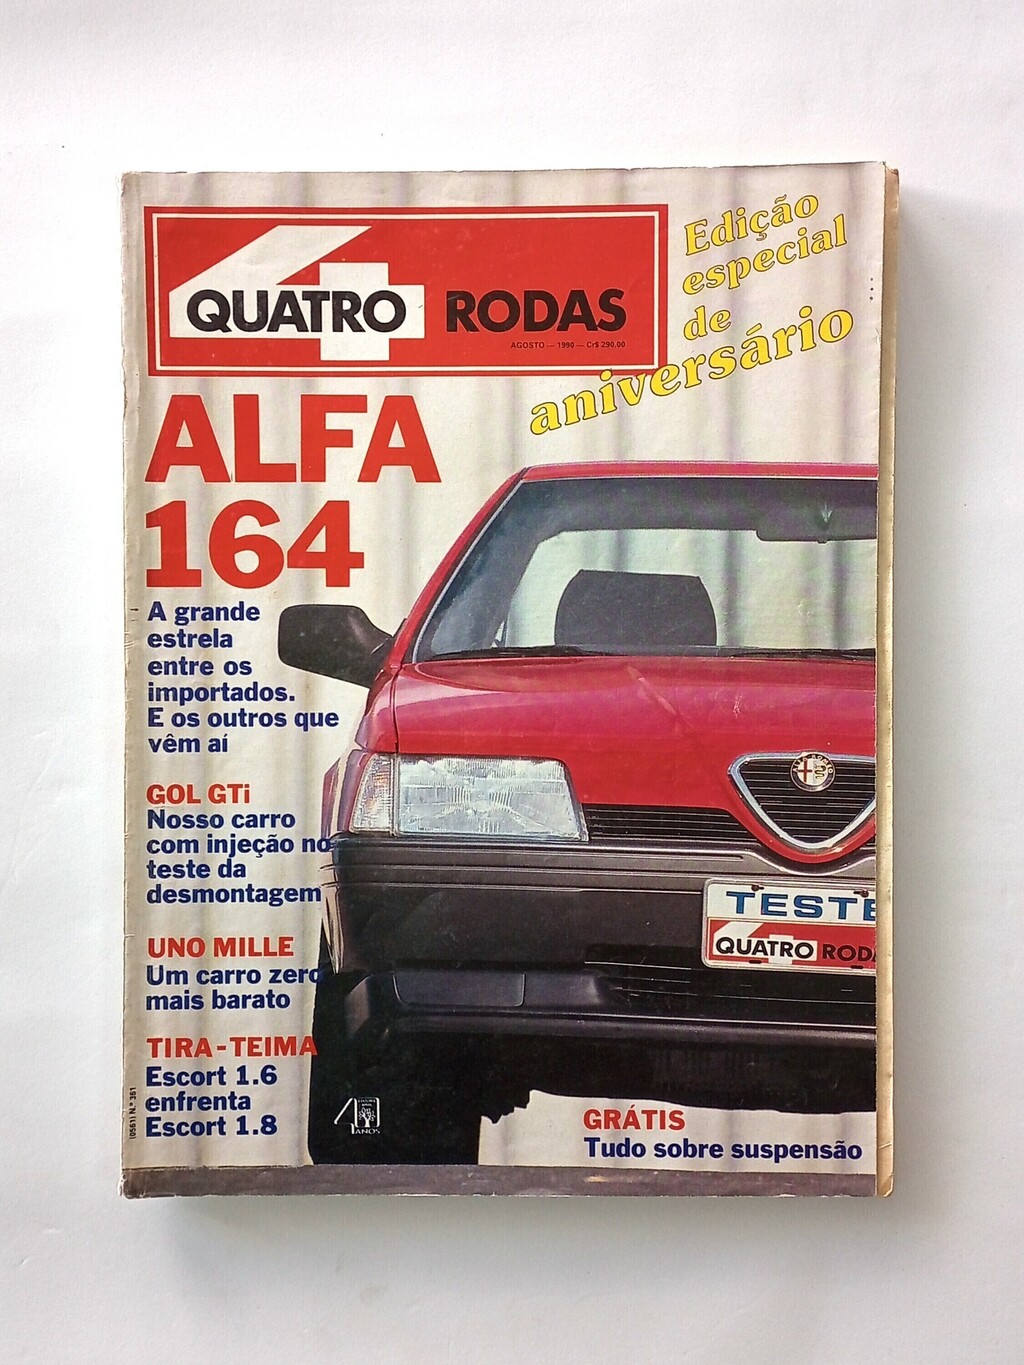 QUATRO RODAS
AGOSTO — 1990 — Cr$ 290,00
Edição
especial
de
aniversário
ALFA
164
A grande
estrela
entre os
importados.
E os outros que
vêm aí
GOL GTi
Nosso carro
com injeção no
teste da
desmontagem
UNO MILLE
Um carro zero
mais barato
TIRA-TEIMA
Escort 1.6
enfrenta
Escort 1.8
(0561) N.º 361
40
ANOS
TESTE
QUATRO RODA
GRÁTIS
Tudo sobre suspensão